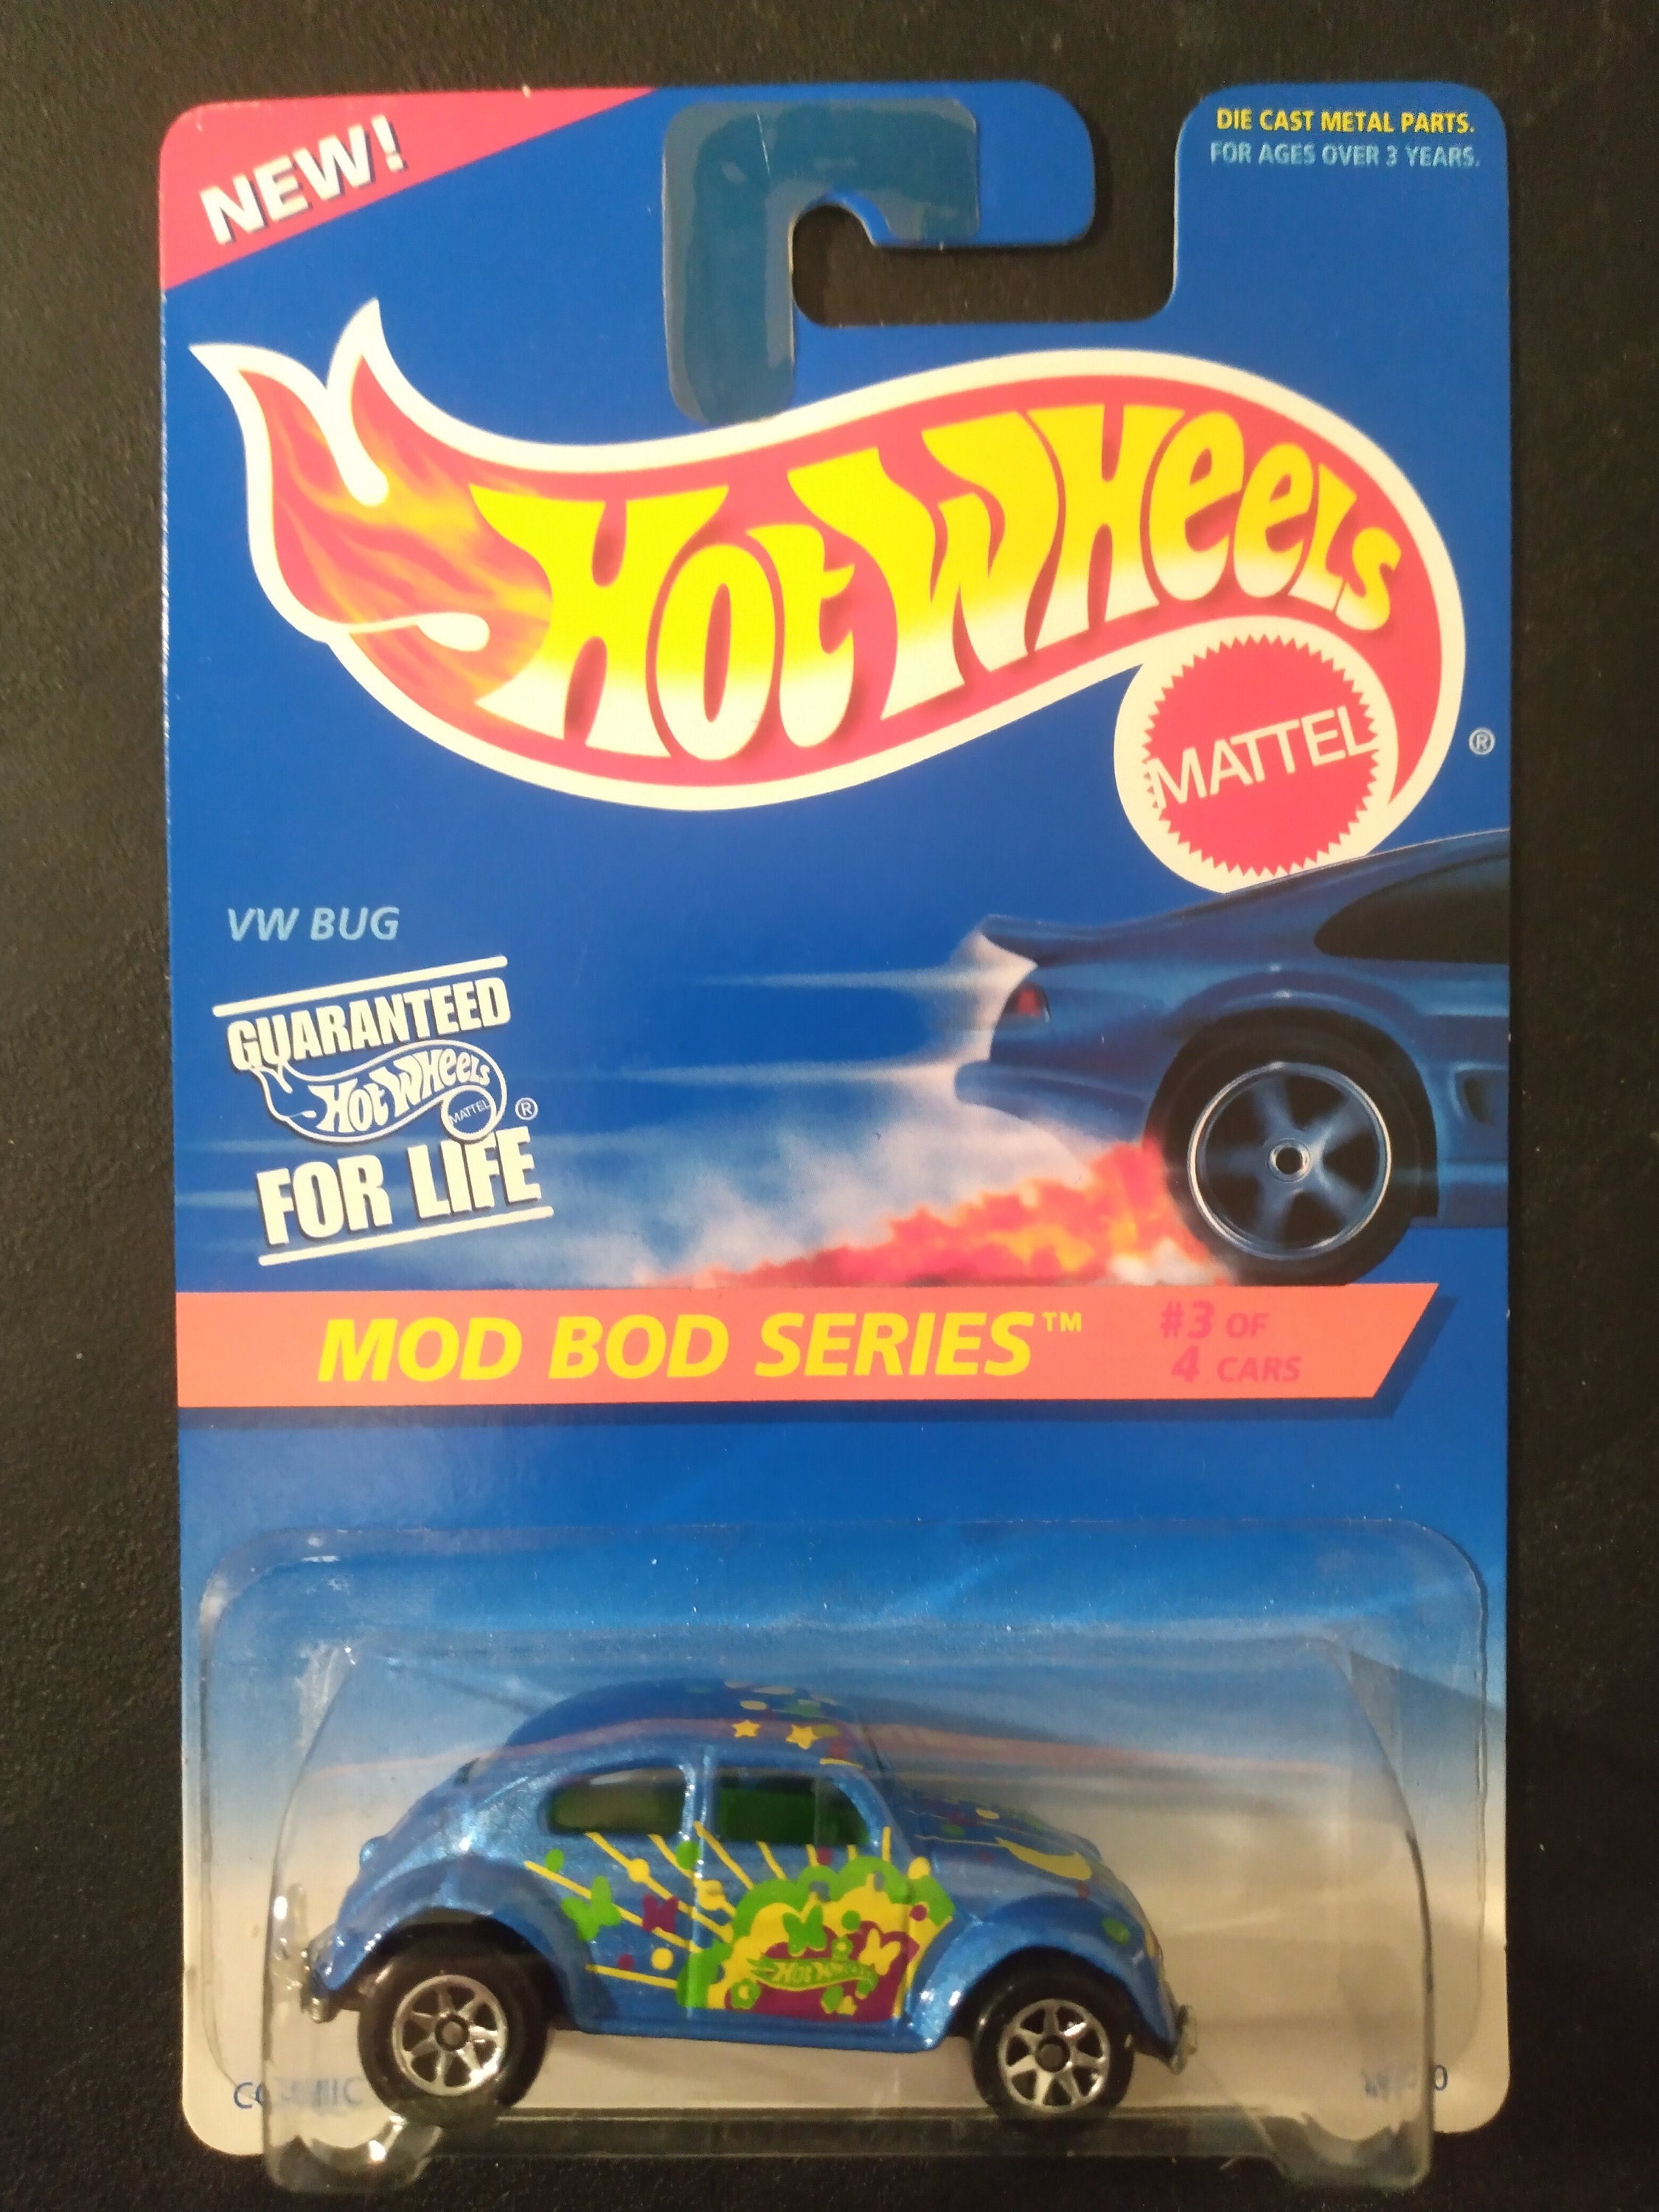 NEW!
DIE CAST METAL PARTS.
FOR AGES OVER 3 YEARS.
HOT WHEELS
MATTEL
®
VW BUG
GUARANTEED
HOT WHEELS
MATTEL ®
FOR LIFE
MOD BOD SERIES™
#3 OF
4 CARS
HOT WHEELS